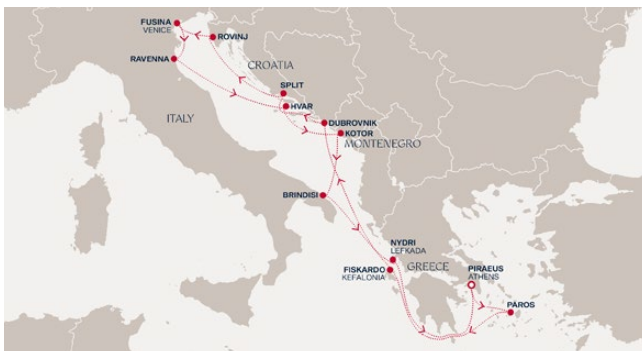 FUSINA
VENICE
ROVINJ
RAVENNA
CROATIA
SPLIT
HVAR
ITALY
DUBROVNIK
KOTOR
MONTENEGRO
BRINDISI
NYDRI
LEFKADA
FISKARDO
KEFALONIA
GREECE
PIRAEUS
ATHENS
PÁROS